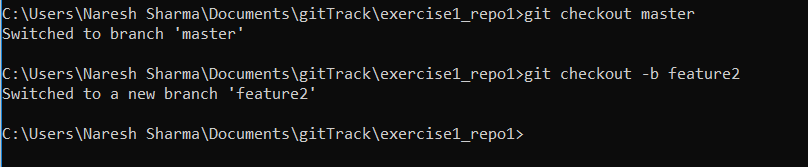 C:\Users\Naresh Sharma\Documents\gitTrack\exercise1_repo1>git checkout master
Switched to branch 'master'
C:\Users\Naresh Sharma\Documents\gitTrack\exercise1_repo1>git checkout -b feature2
Switched to a new branch 'feature2'
C:\Users\Naresh Sharma\Documents\gitTrack\exercise1_repo1>